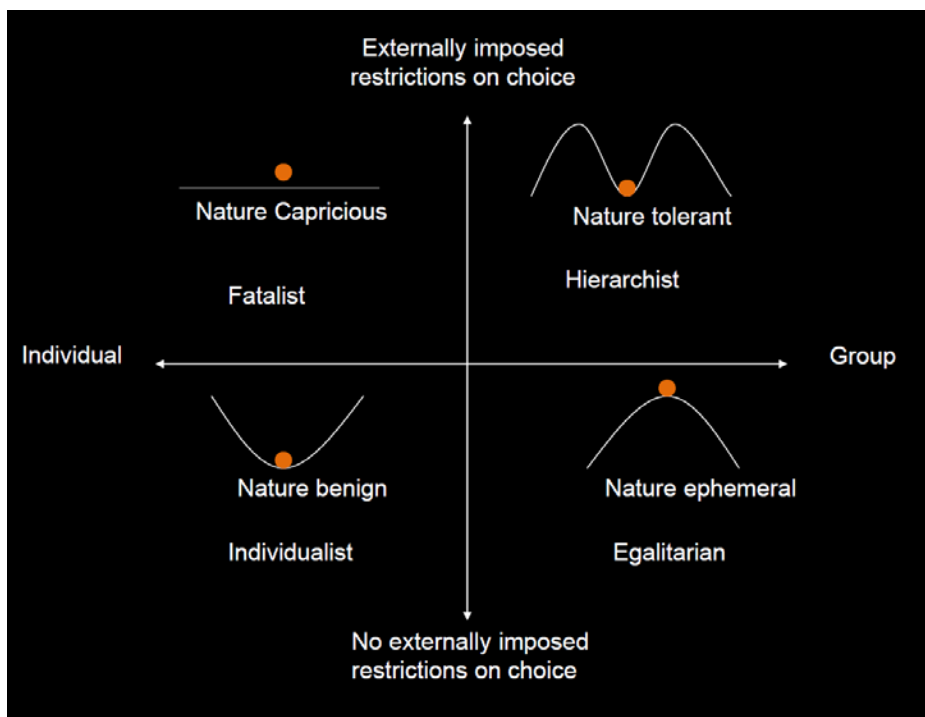 Externally imposed
restrictions on choice
Nature Capricious
Nature tolerant
Fatalist
Hierarchist
Individual
Group
Nature benign
Nature ephemeral
Individualist
Egalitarian
No externally imposed
restrictions on choice